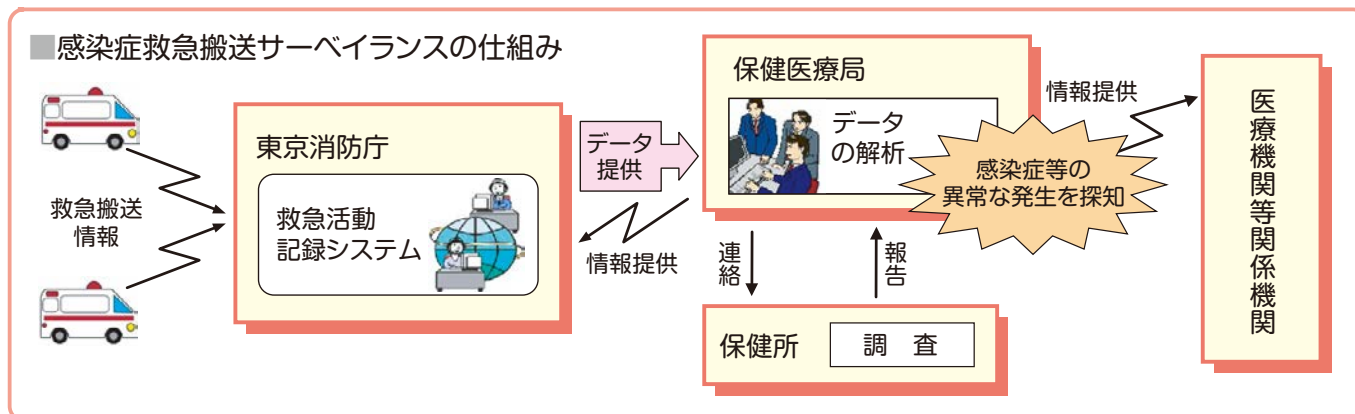 ■感染症救急搬送サーベイランスの仕組み
救急搬送
情報
東京消防庁
救急活動
記録システム
データ
提供
情報提供
保健医療局
データ
の解析
感染症等の
異常な発生を探知
連絡
報告
保健所
調 査
情報提供
医療機関等関係機関